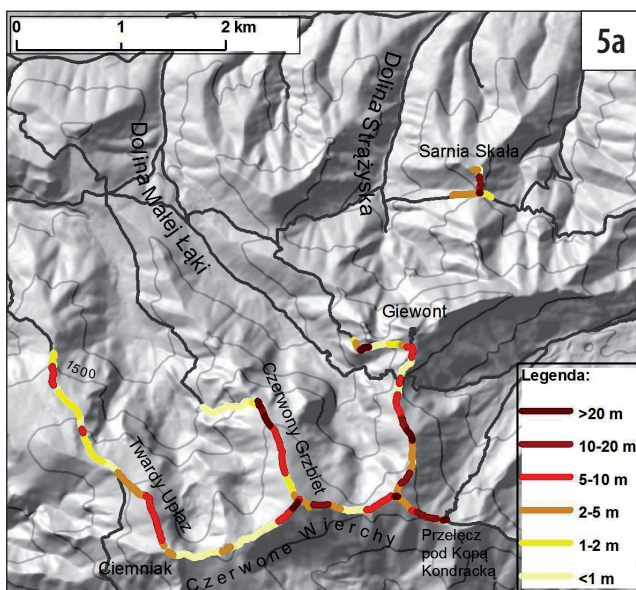 0 1 2 km
5a
Dolina Małej Łąki
Dolina Strążyska
Sarnia Skała
Giewont
1500
Czerwony Grzbiet
Twardy Upłaz
Ciemniak
Czerwone Wierchy
Przełęcz
pod Kopą
Kondracką
Legenda:
>20 m
10-20 m
5-10 m
2-5 m
1-2 m
<1 m